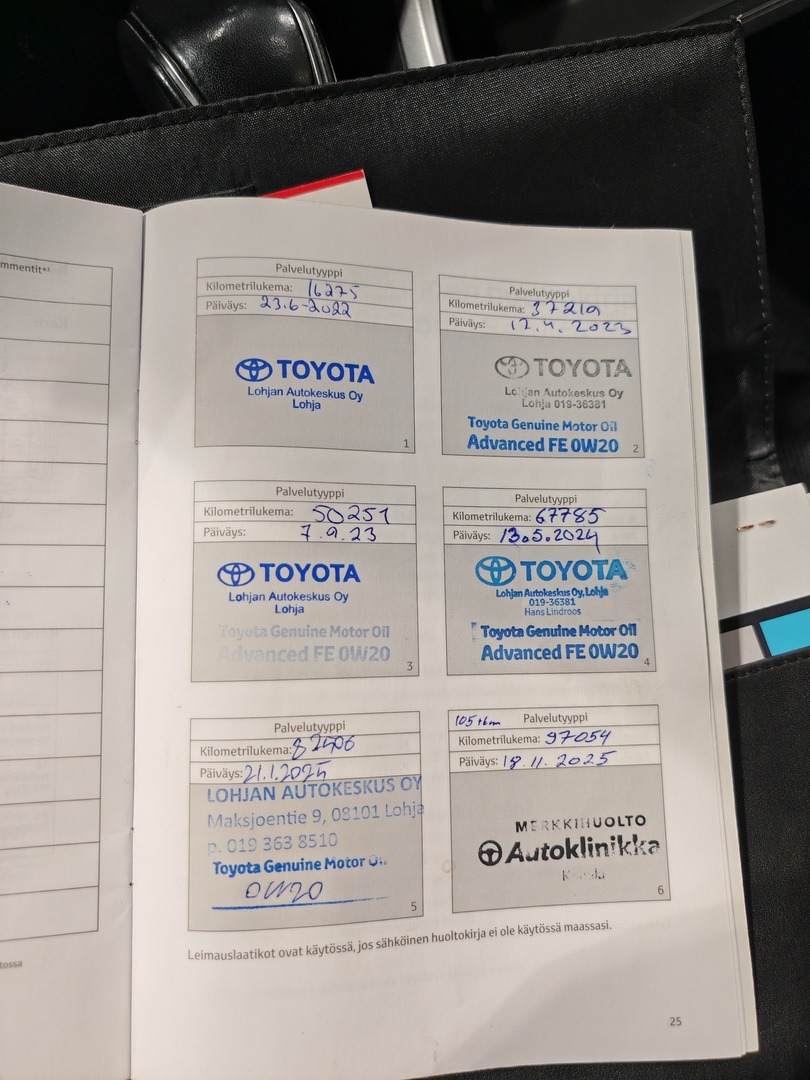 mmentit*³
Palvelutyyppi
Kilometrilukema: 16275
Päiväys: 23.6-2022
TOYOTA
Lohjan Autokeskus Oy
Lohja
1
Palvelutyyppi
Kilometrilukema: 37219
Päiväys: 12.4.2023
TOYOTA
Lohjan Autokeskus Oy
Lohja 019-36381
Toyota Genuine Motor Oil
Advanced FE 0W20
2
Palvelutyyppi
Kilometrilukema: 50251
Päiväys: 7.9.23
TOYOTA
Lohjan Autokeskus Oy
Lohja
Toyota Genuine Motor Oil
Advanced FE 0W20
3
Palvelutyyppi
Kilometrilukema: 67785
Päiväys: 13.5.2024
TOYOTA
Lohjan Autokeskus Oy, Lohja
019-36381
Hans Lindroos
Toyota Genuine Motor Oil
Advanced FE 0W20
4
Palvelutyyppi
Kilometrilukema: 82406
Päiväys: 21.1.2025
LOHJAN AUTOKESKUS OY
Maksjoentie 9, 08101 Lohja
p. 019 363 8510
Toyota Genuine Motor Oil
0W20
5
105tkm Palvelutyyppi
Kilometrilukema: 97054
Päiväys: 18.11.2025
MERKKIHUOLTO
Autoklinikka
6
Leimauslaatikot ovat käytössä, jos sähköinen huoltokirja ei ole käytössä maassasi.
tossa
25